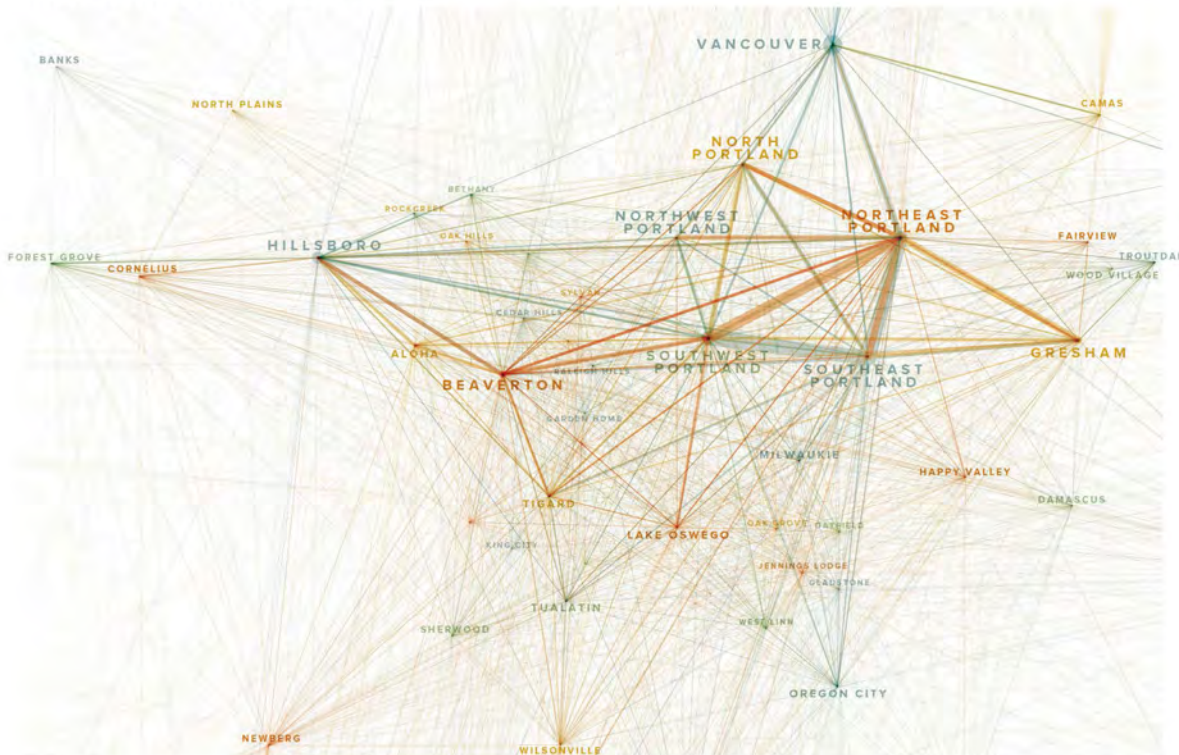 VANCOUVER
BANKS
NORTH PLAINS
CAMAS
NORTH
PORTLAND
BETHANY
ROCKCREEK
NORTHWEST
PORTLAND
NORTHEAST
PORTLAND
OAK HILLS
HILLSBORO
FAIRVIEW
FOREST GROVE
TROUTDAL
CORNELIUS
WOOD VILLAGE
SYLVAN
CEDAR HILLS
ALOHA
SOUTHWEST
PORTLAND
GRESHAM
RALEIGH HILLS
SOUTHEAST
PORTLAND
BEAVERTON
GARDEN HOME
MILWAUKIE
HAPPY VALLEY
DAMASCUS
TIGARD
OAK GROVE
OATFIELD
LAKE OSWEGO
KING CITY
JENNINGS LODGE
GLADSTONE
TUALATIN
WEST LINN
SHERWOOD
OREGON CITY
NEWBERG
WILSONVILLE